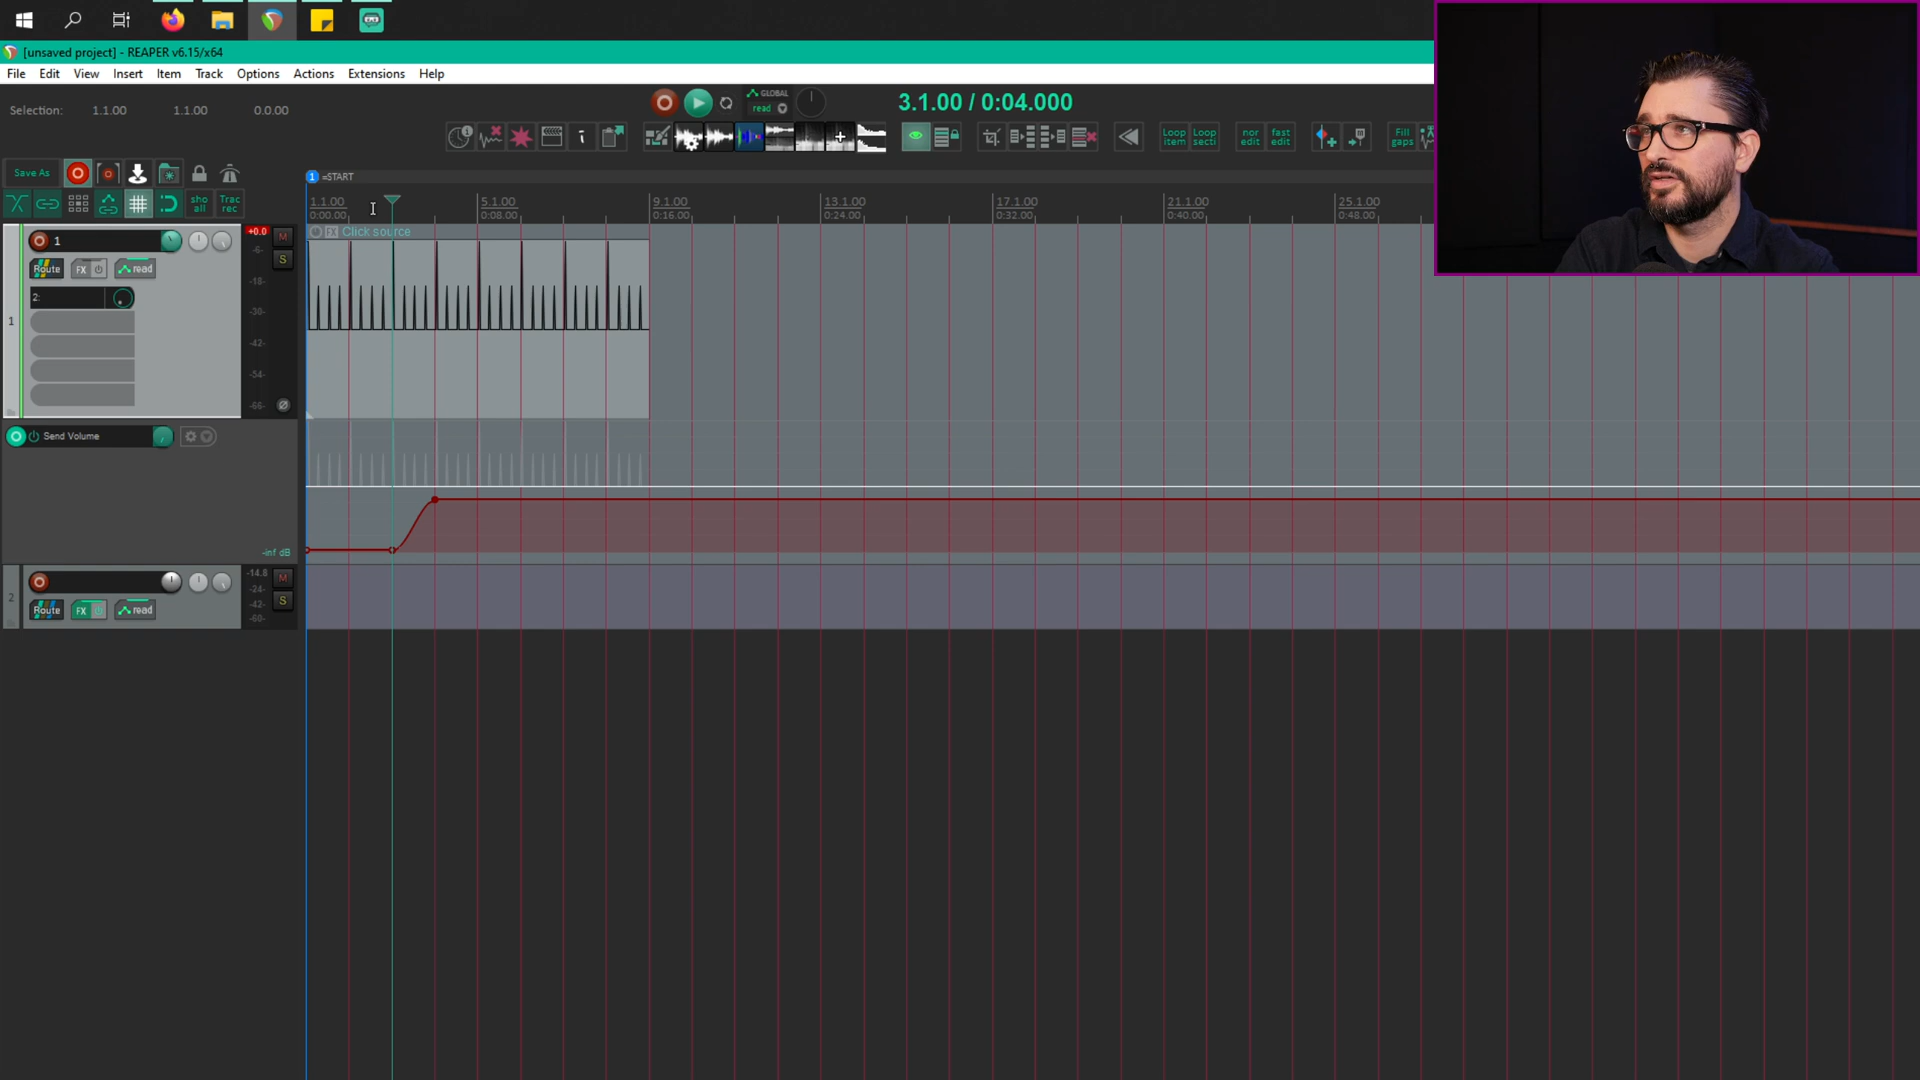 [unsaved project] - REAPER v6.15/x64
File Edit View Insert Item Track Options Actions Extensions Help
Selection: 1.1.00 1.1.00 0.0.00
GLOBAL
read
3.1.00 / 0:04.000
Loop item
Loop secti
nor edit
fast edit
Fill gaps
Save As
sho all
Trac rec
1 =START
1.1.00 5.1.00 9.1.00 13.1.00 17.1.00 21.1.00 25.1.00
0:00.00 0:08.00 0:16.00 0:24.00 0:32.00 0:40.00 0:48.00
1
+0.0
M
FX Click source
-6-
S
Route FX read
-18-
2:
-30-
1
-42-
-54-
-66-
Send Volume
-inf dB
-14.8
M
-24-
2
-42-
S
Route FX read
-60-